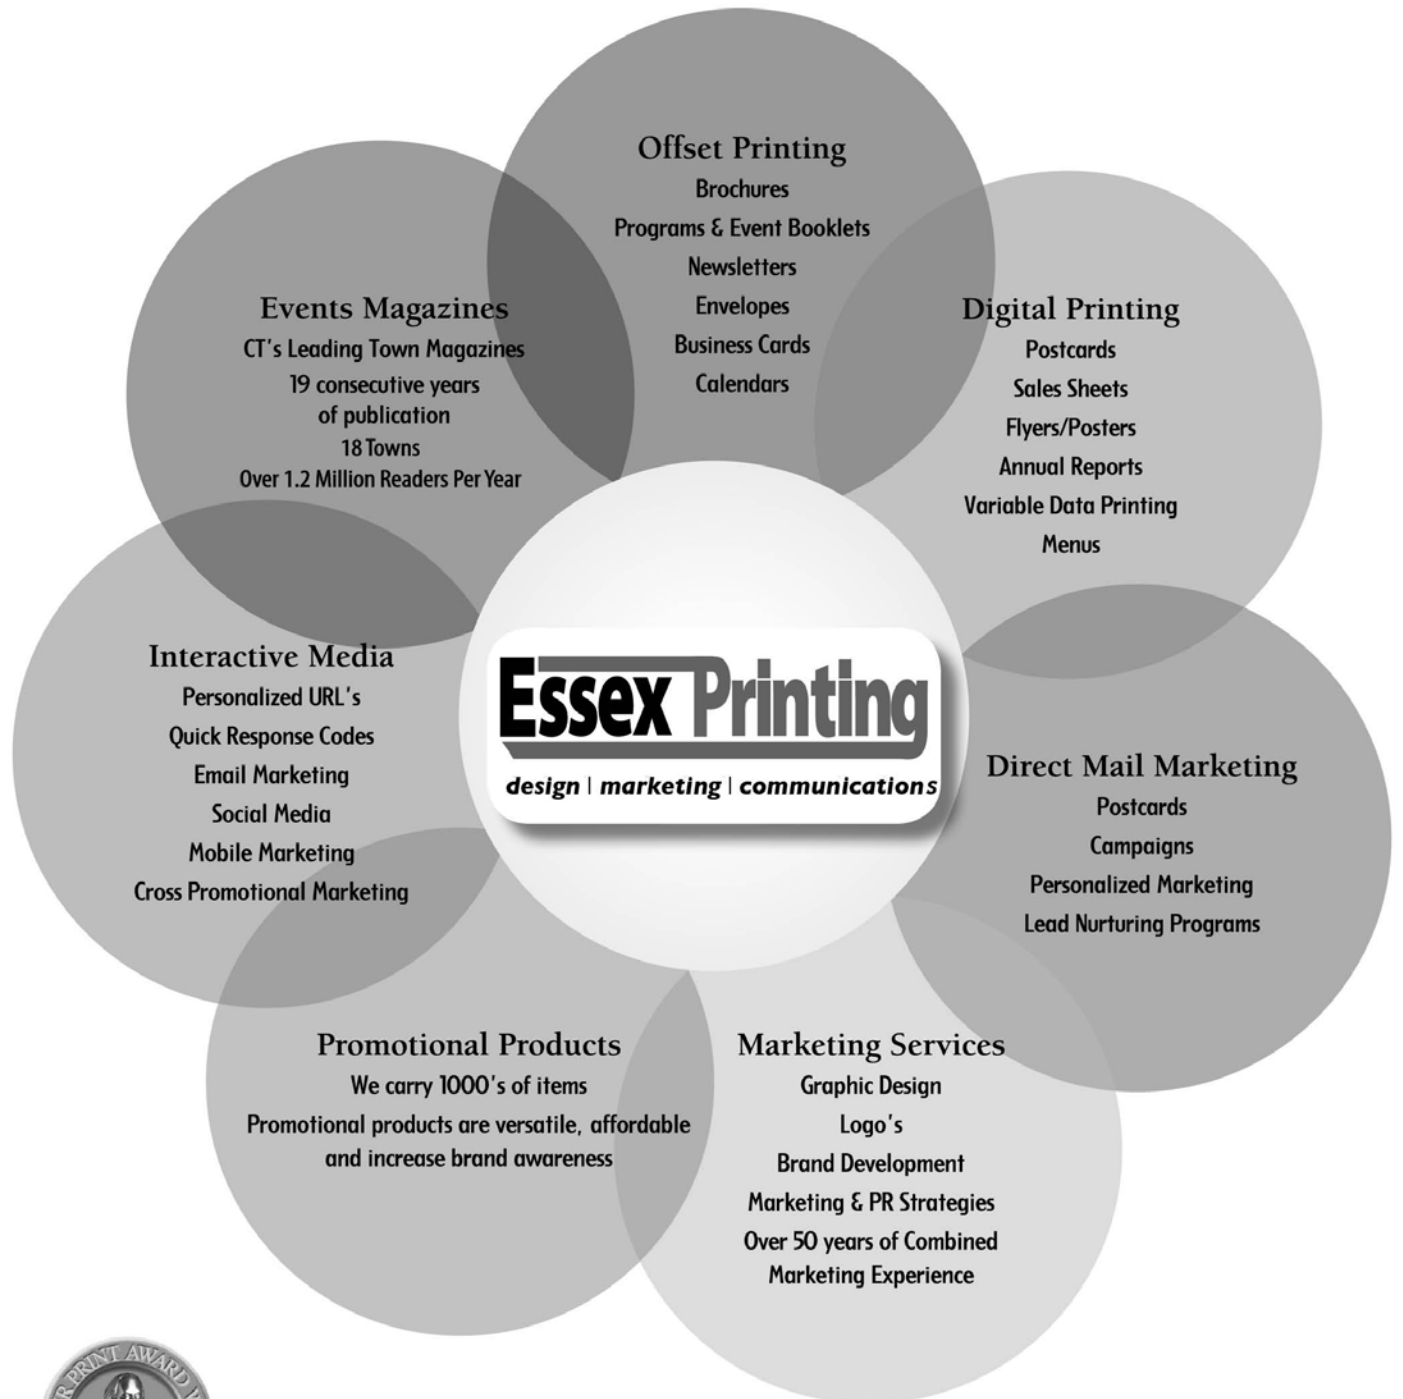 Offset Printing
Brochures
Programs & Event Booklets
Newsletters
Envelopes
Business Cards
Calendars
Digital Printing
Postcards
Sales Sheets
Flyers/Posters
Annual Reports
Variable Data Printing
Menus
Direct Mail Marketing
Postcards
Campaigns
Personalized Marketing
Lead Nurturing Programs
Marketing Services
Graphic Design
Logo's
Brand Development
Marketing & PR Strategies
Over 50 years of Combined
Marketing Experience
Promotional Products
We carry 1000's of items
Promotional products are versatile, affordable
and increase brand awareness
Interactive Media
Personalized URL's
Quick Response Codes
Email Marketing
Social Media
Mobile Marketing
Cross Promotional Marketing
Events Magazines
CT's Leading Town Magazines
19 consecutive years
of publication
18 Towns
Over 1.2 Million Readers Per Year
Essex Printing
design | marketing | communications
PRINT AWARD